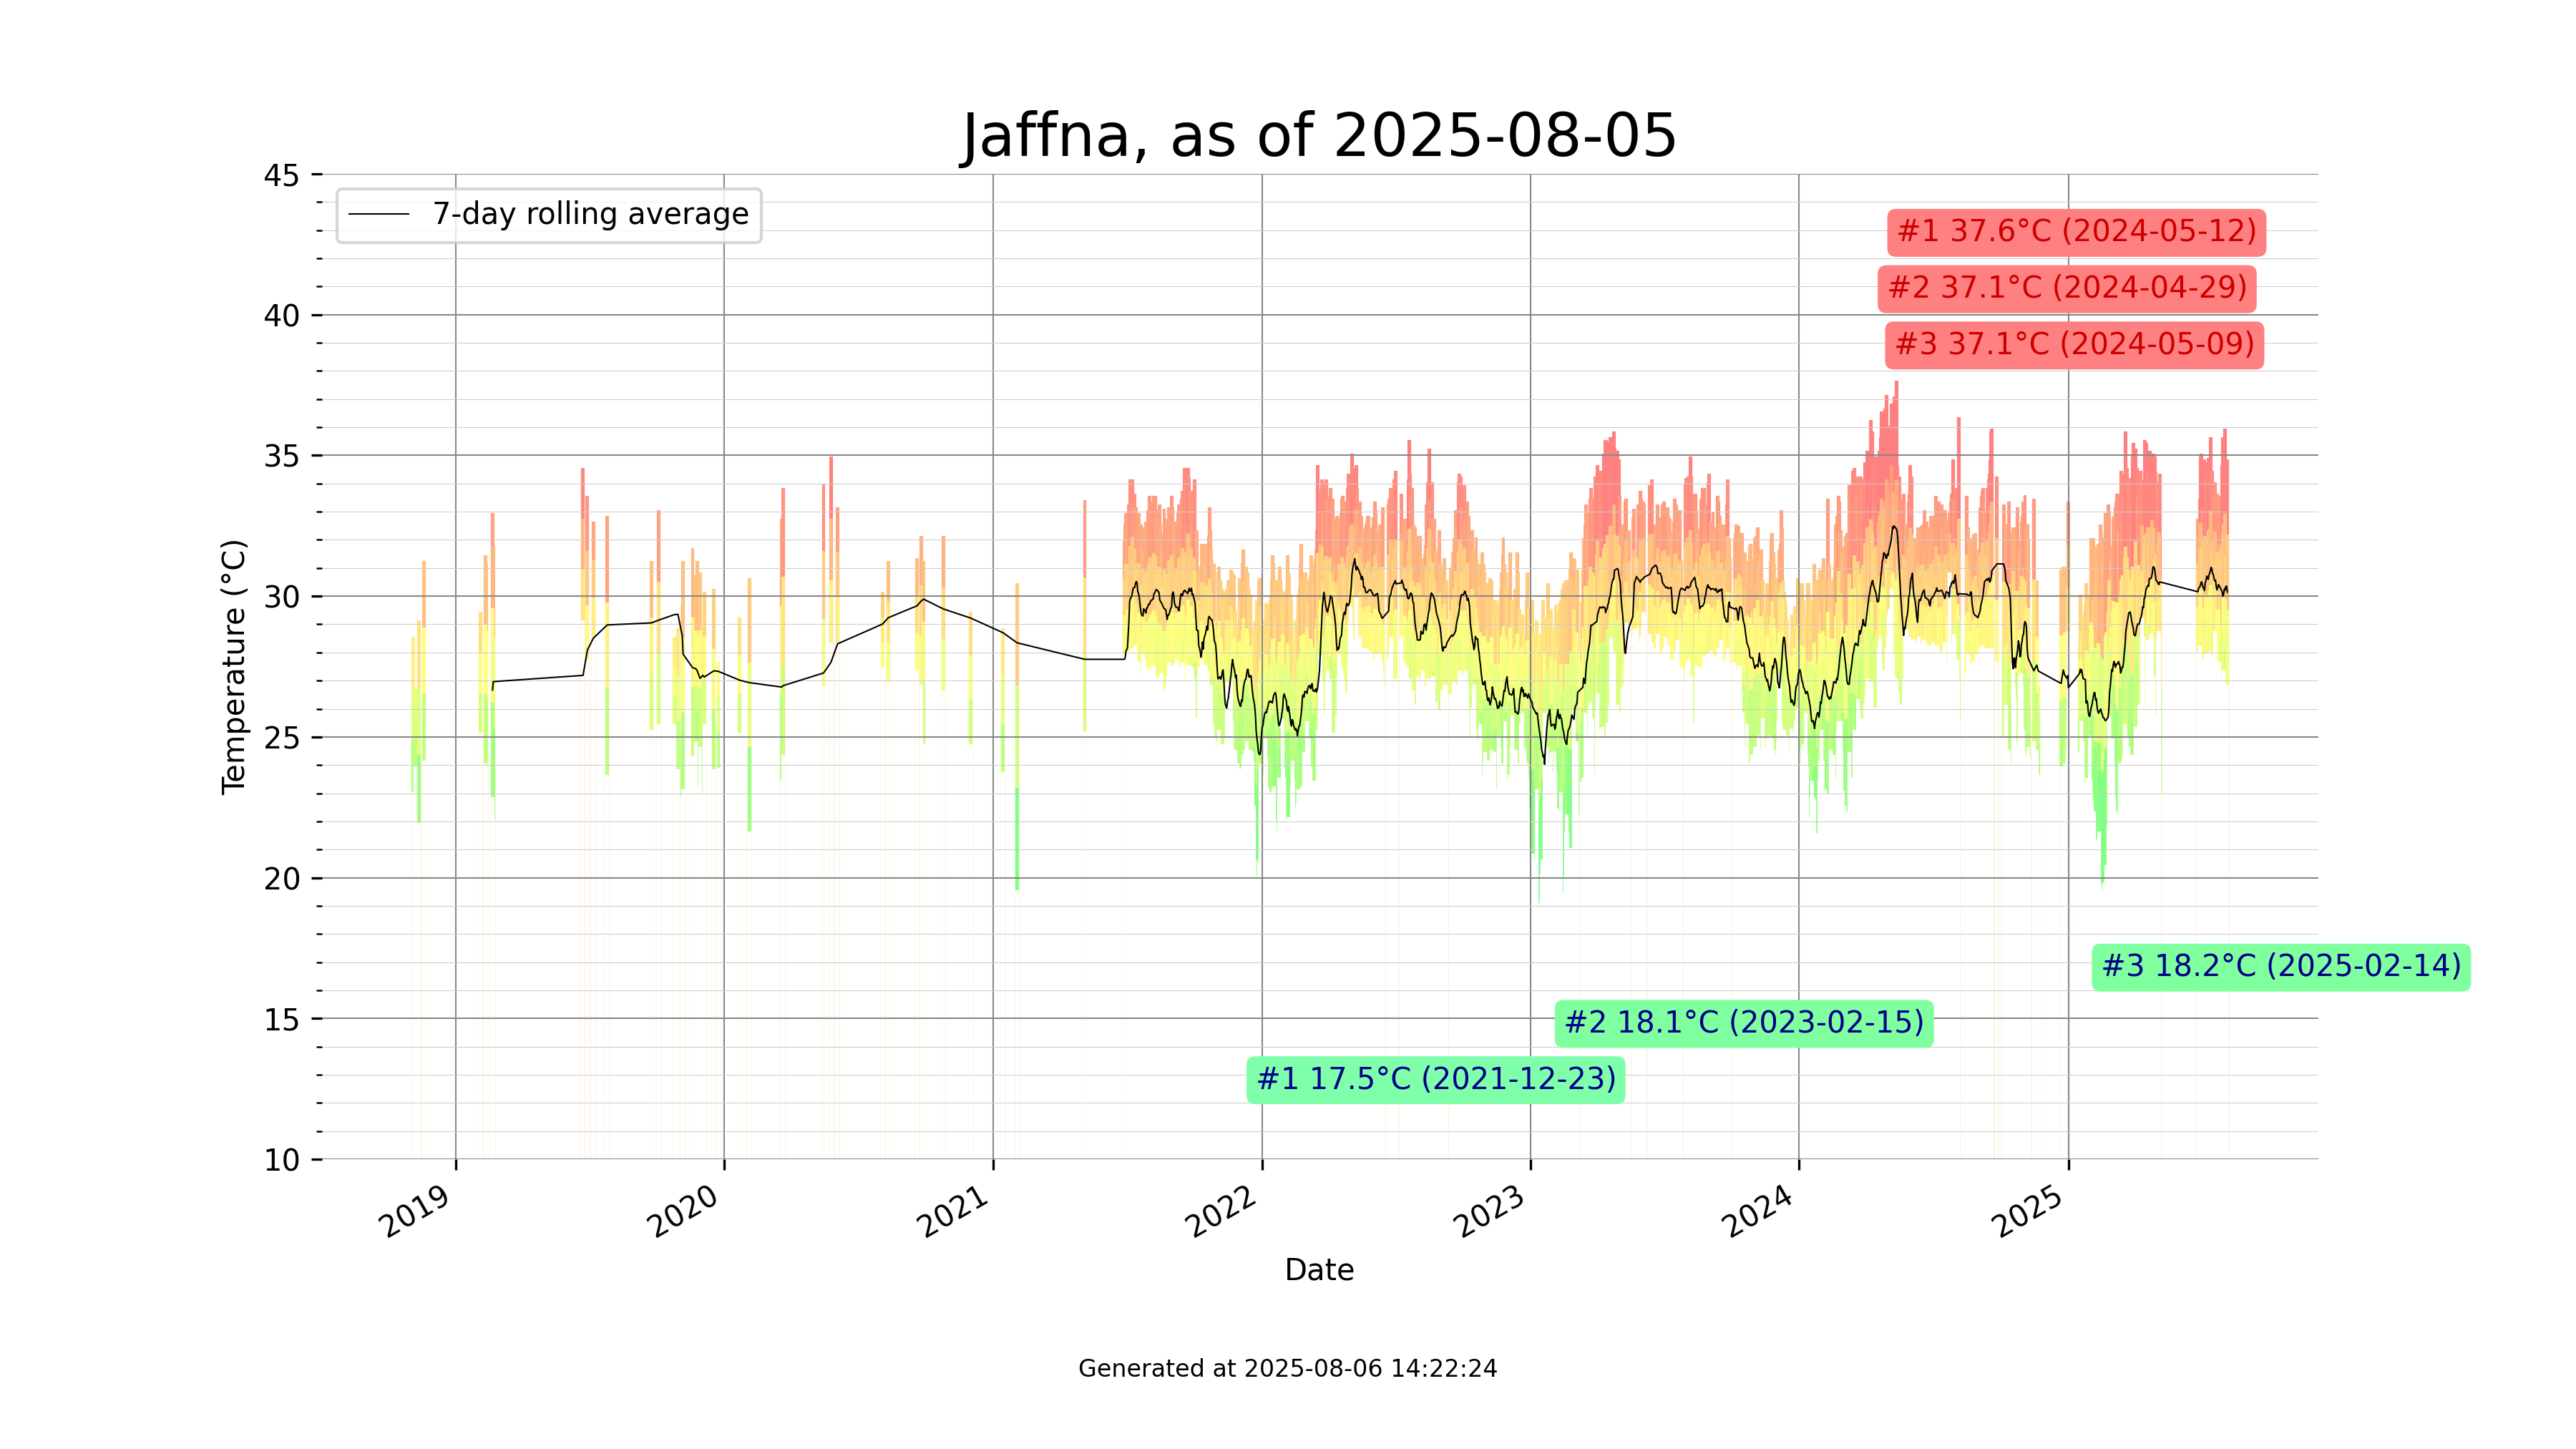 Jaffna, as of 2025-08-05
7-day rolling average
#1 37.6°C (2024-05-12)
#2 37.1°C (2024-04-29)
#3 37.1°C (2024-05-09)
#3 18.2°C (2025-02-14)
#2 18.1°C (2023-02-15)
#1 17.5°C (2021-12-23)
Temperature (°C)
45
40
35
30
25
20
15
10
2019
2020
2021
2022
2023
2024
2025
Date
Generated at 2025-08-06 14:22:24